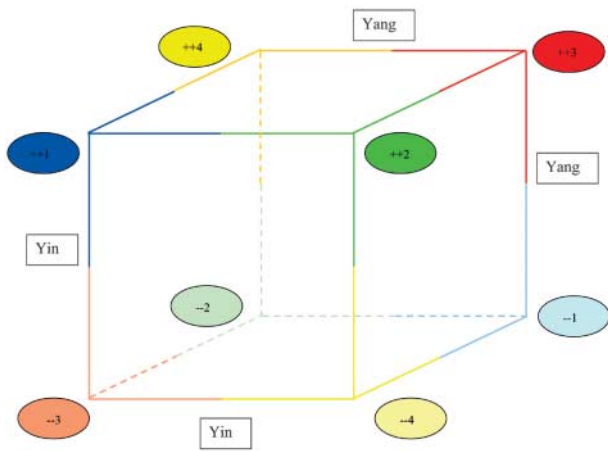 Yang
++4
++3
++1
++2
Yang
Yin
--2
--1
--3
--4
Yin